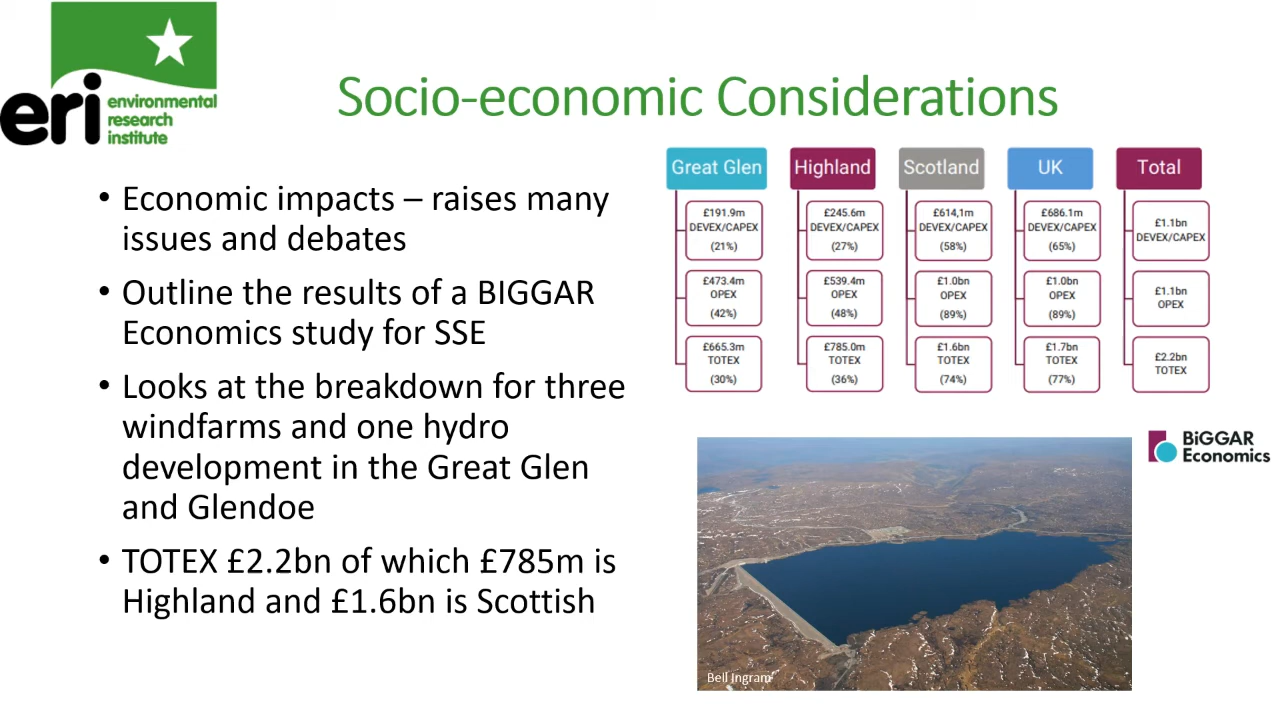 eri environmental
research
institute
Socio-economic Considerations
• Economic impacts – raises many
issues and debates
• Outline the results of a BIGGAR
Economics study for SSE
• Looks at the breakdown for three
windfarms and one hydro
development in the Great Glen
and Glendoe
• TOTEX £2.2bn of which £785m is
Highland and £1.6bn is Scottish
Great Glen
£191.9m
DEVEX/CAPEX
(21%)
£473.4m
OPEX
(42%)
£665.3m
TOTEX
(30%)
Highland
£245.6m
DEVEX/CAPEX
(27%)
£539.4m
OPEX
(48%)
£785.0m
TOTEX
(36%)
Scotland
£614,1m
DEVEX/CAPEX
(58%)
£1.0bn
OPEX
(89%)
£1.6bn
TOTEX
(74%)
UK
£686.1m
DEVEX/CAPEX
(65%)
£1.0bn
OPEX
(89%)
£1.7bn
TOTEX
(77%)
Total
£1.1bn
DEVEX/CAPEX
£1.1bn
OPEX
£2.2bn
TOTEX
BiGGAR
Economics
Bell Ingram